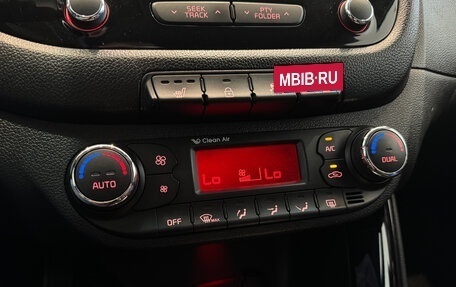 SEEK
TRACK
PTY
FOLDER
MBIB.RU
Clean Air
AUTO
Lo
Lo
A/C
DUAL
OFF
MAX